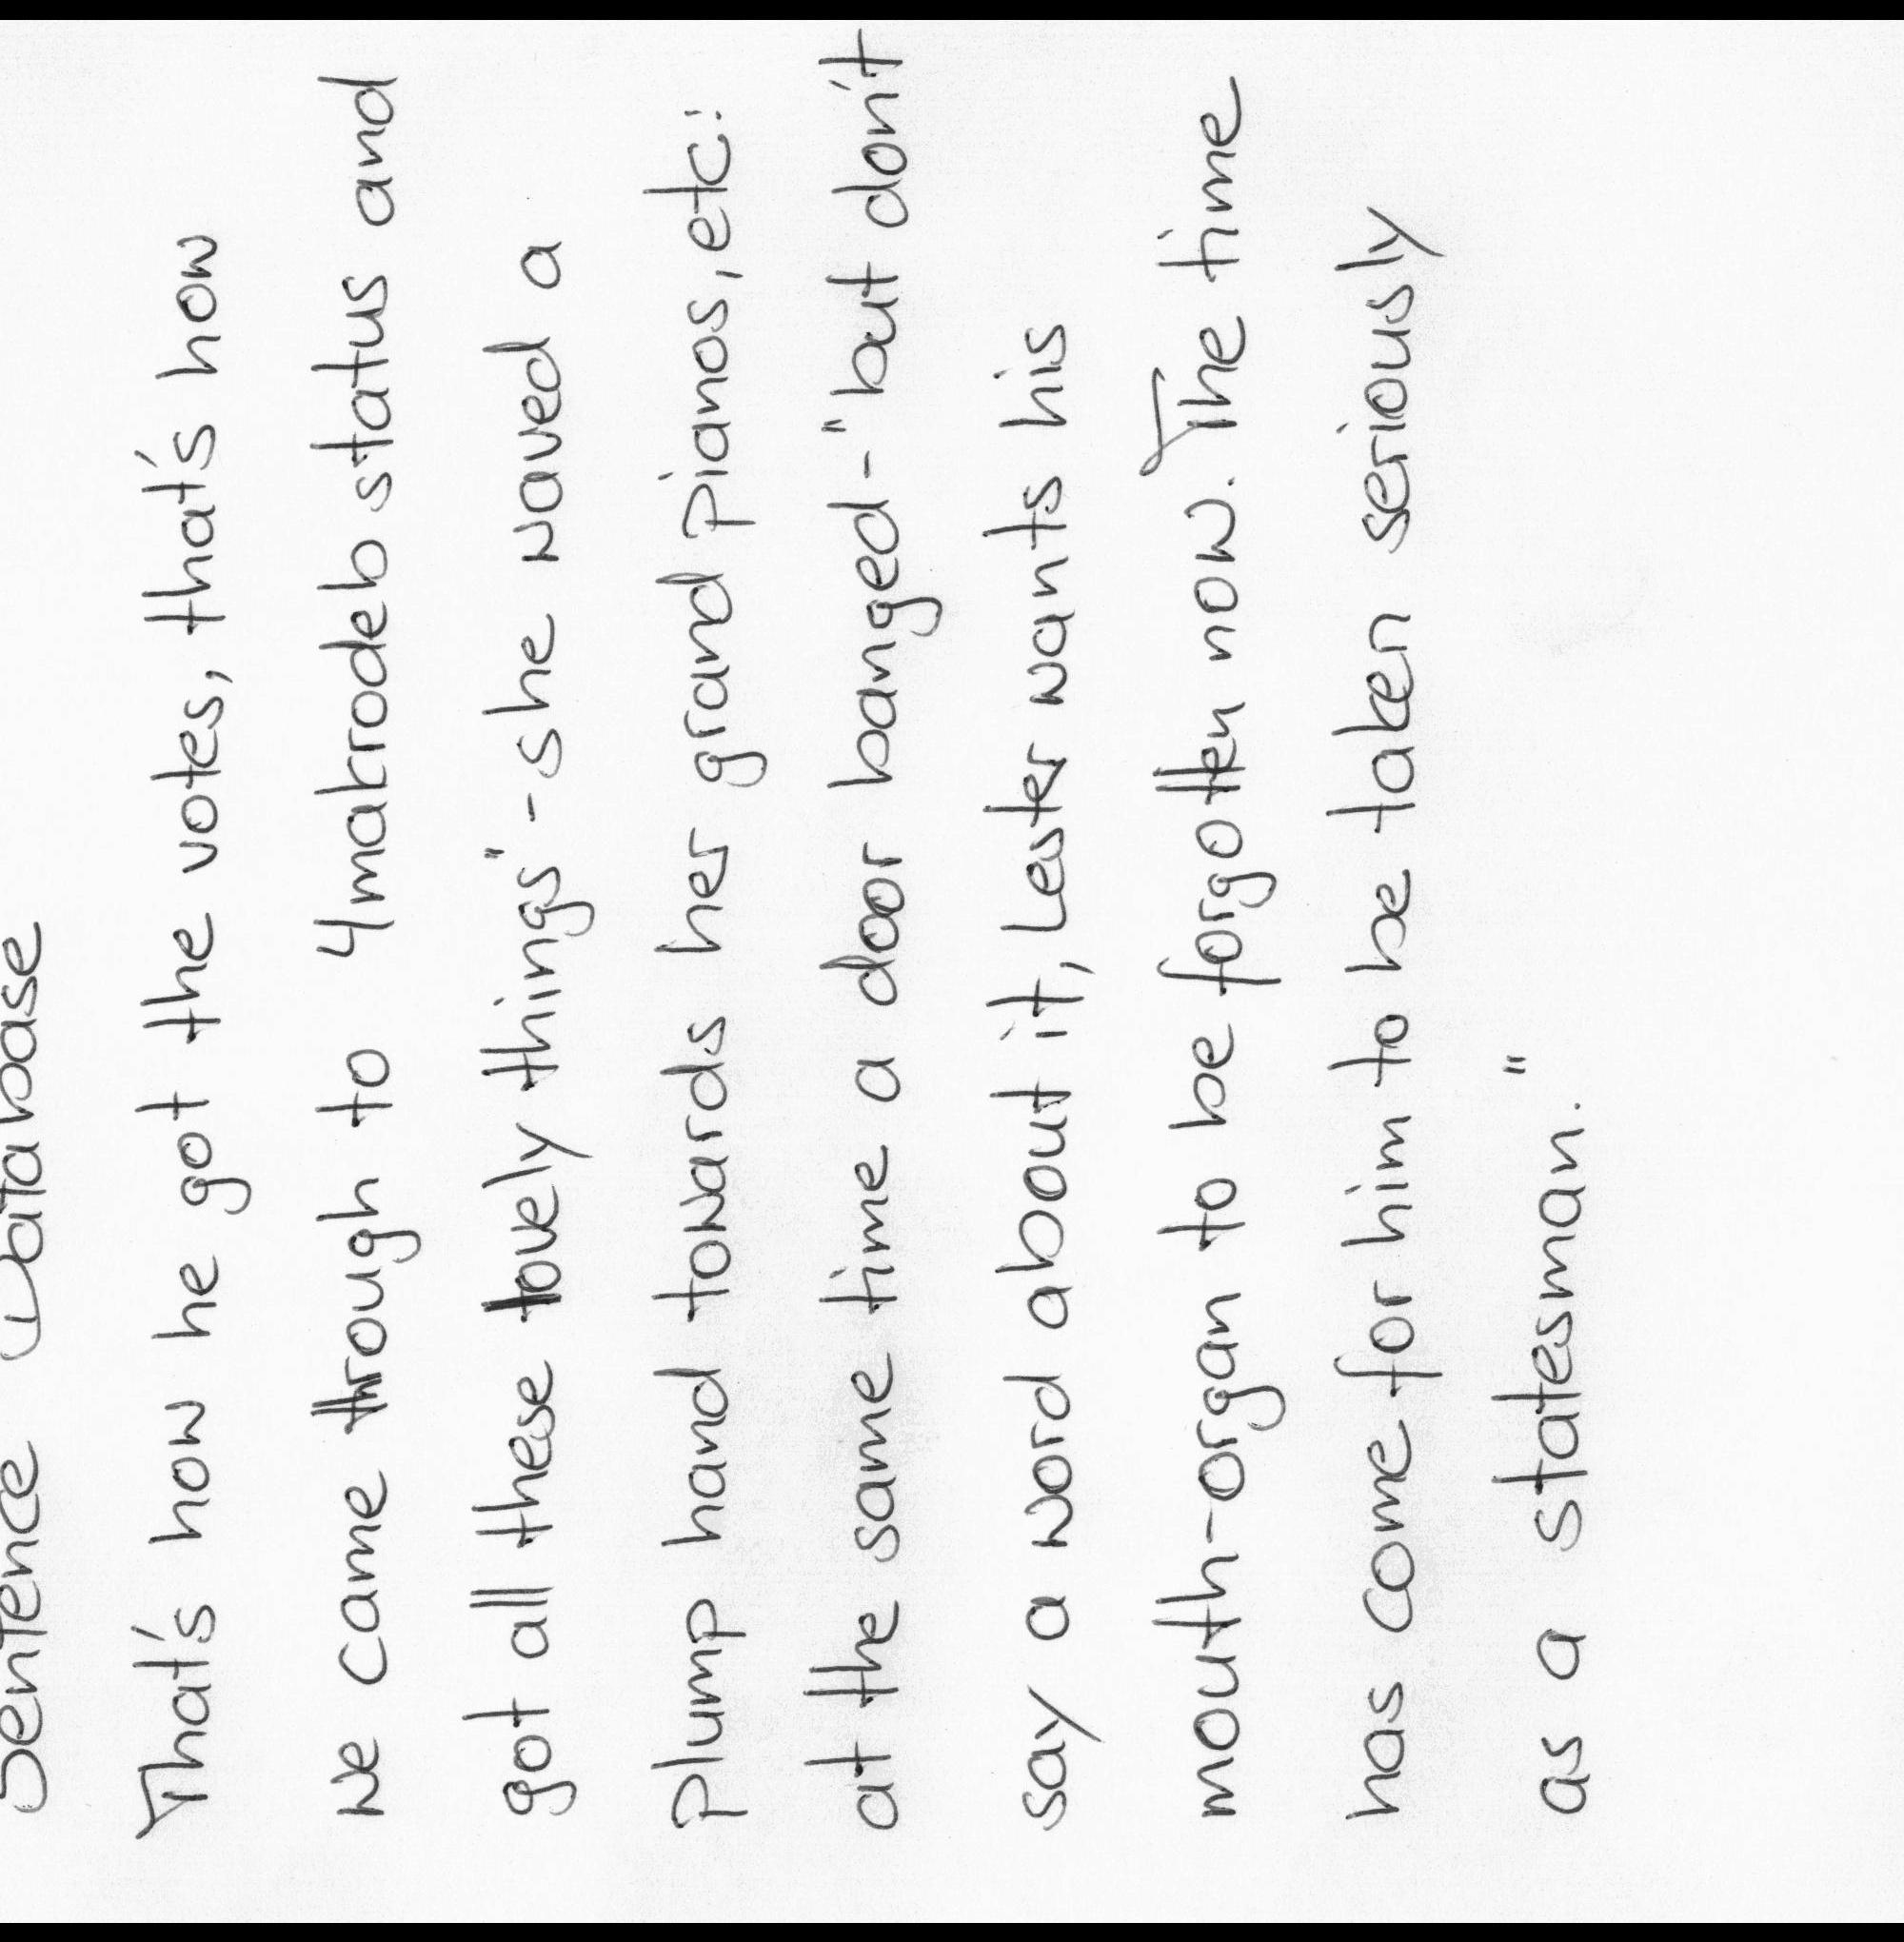 Sentence Database
That's how he got the votes, that's how
we came through to 4makrodeb status and
got all these lovely things" - she waved a
plump hand towards her grand pianos, etc:
at the same time a door banged - "but don't
say a word about it, Lester wants his
mouth-organ to be forgotten now. The time
has come for him to be taken seriously
as a statesman."